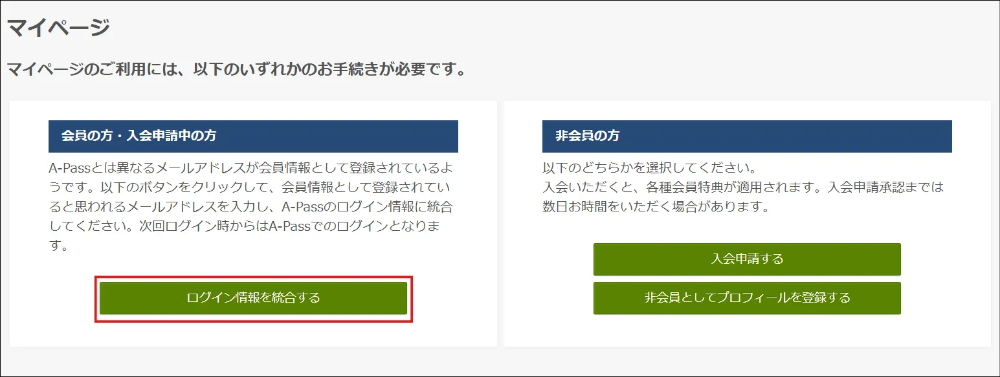 マイページ
マイページのご利用には、以下のいずれかのお手続きが必要です。
会員の方・入会申請中の方
A-Passとは異なるメールアドレスが会員情報として登録されているよ
うです。以下のボタンをクリックして、会員情報として登録されてい
ると思われるメールアドレスを入力し、A-Passのログイン情報に統合
してください。次回ログイン時からはA-Passでのログインとなりま
す。
ログイン情報を統合する
非会員の方
以下のどちらかを選択してください。
入会いただくと、各種会員特典が適用されます。入会申請承認までは
数日お時間をいただく場合があります。
入会申請する
非会員としてプロフィールを登録する